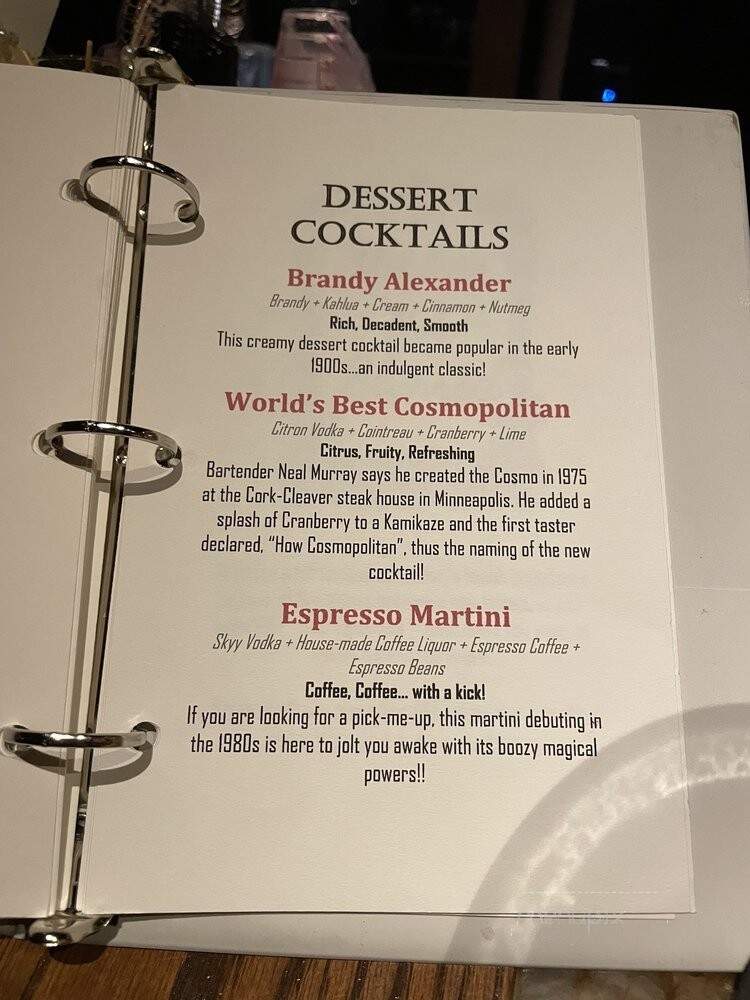 DESSERT
COCKTAILS
Brandy Alexander
Brandy + Kahlua + Cream + Cinnamon + Nutmeg
Rich, Decadent, Smooth
This creamy dessert cocktail became popular in the early
1900s...an indulgent classic!
World's Best Cosmopolitan
Citron Vodka + Cointreau + Cranberry + Lime
Citrus, Fruity, Refreshing
Bartender Neal Murray says he created the Cosmo in 1975
at the Cork-Cleaver steak house in Minneapolis. He added a
splash of Cranberry to a Kamikaze and the first taster
declared, “How Cosmopolitan”, thus the naming of the new
cocktail!
Espresso Martini
Skyy Vodka + House-made Coffee Liquor + Espresso Coffee +
Espresso Beans
Coffee, Coffee... with a kick!
If you are looking for a pick-me-up, this martini debuting in
the 1980s is here to jolt you awake with its boozy magical
powers!!